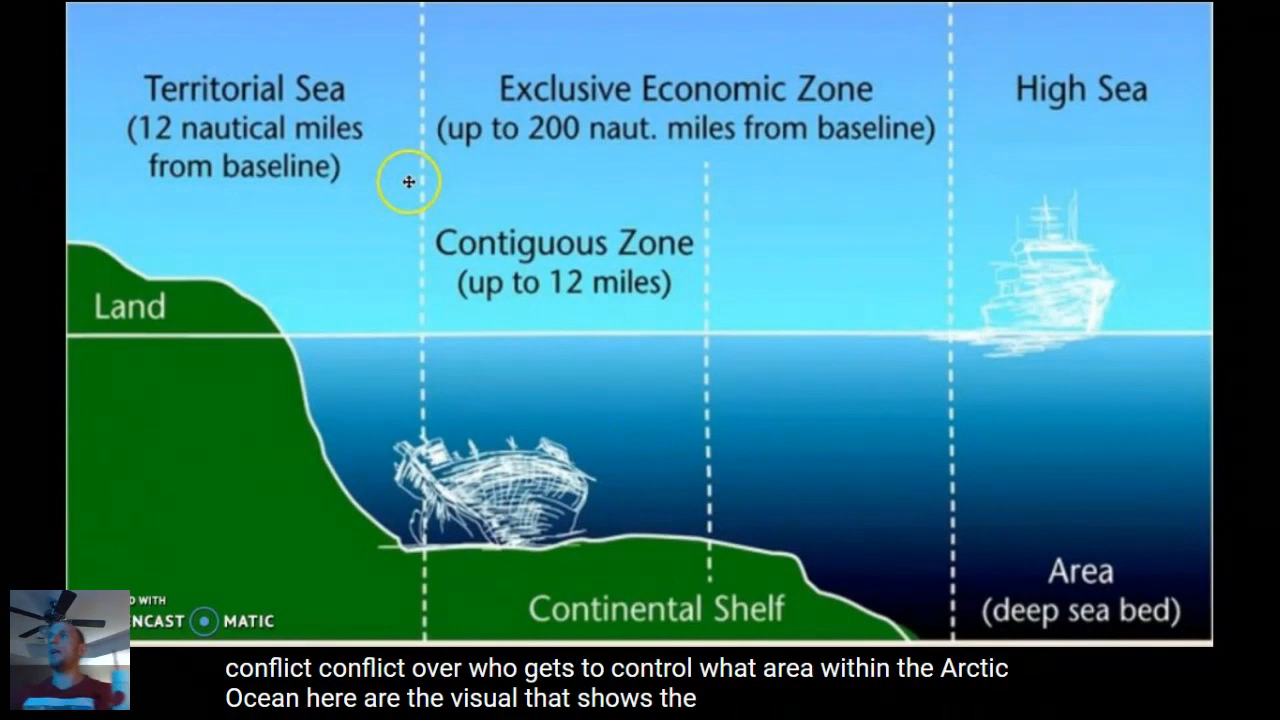 Territorial Sea
(12 nautical miles
from baseline)
Exclusive Economic Zone
(up to 200 naut. miles from baseline)
High Sea
Contiguous Zone
(up to 12 miles)
Land
Continental Shelf
Area
(deep sea bed)
D WITH
ENCAST MATIC
conflict conflict over who gets to control what area within the Arctic
Ocean here are the visual that shows the